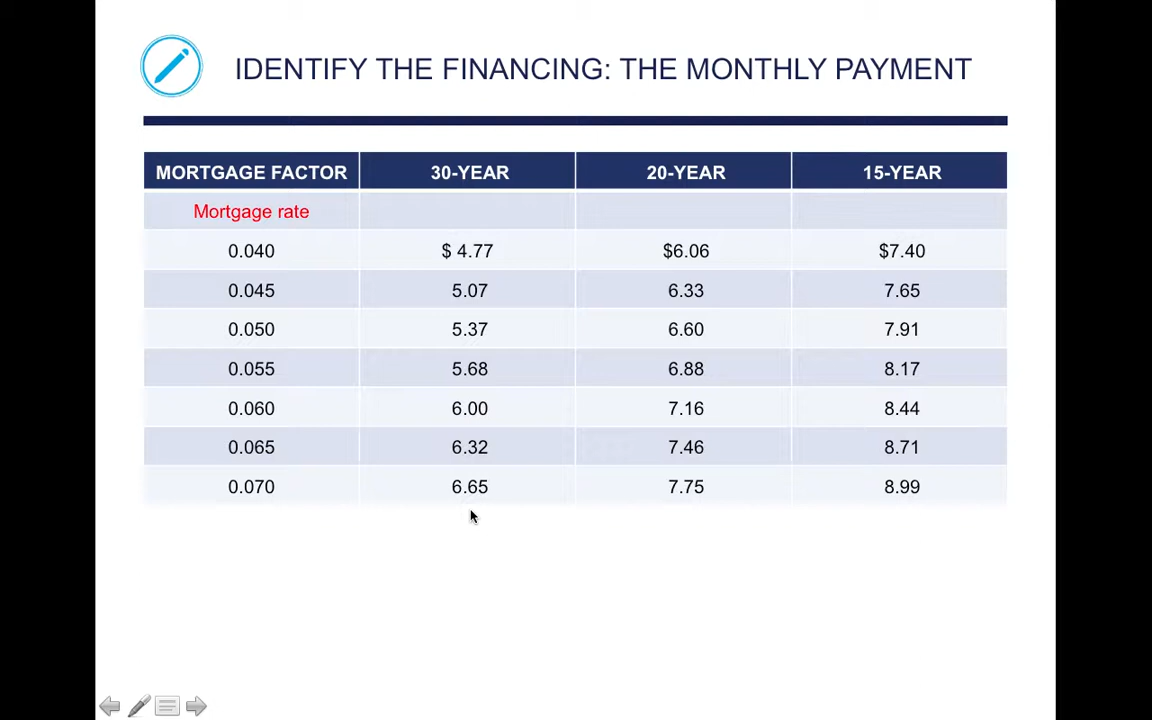 IDENTIFY THE FINANCING: THE MONTHLY PAYMENT
MORTGAGE FACTOR 30-YEAR 20-YEAR 15-YEAR
Mortgage rate
0.040 $ 4.77 $6.06 $7.40
0.045 5.07 6.33 7.65
0.050 5.37 6.60 7.91
0.055 5.68 6.88 8.17
0.060 6.00 7.16 8.44
0.065 6.32 7.46 8.71
0.070 6.65 7.75 8.99